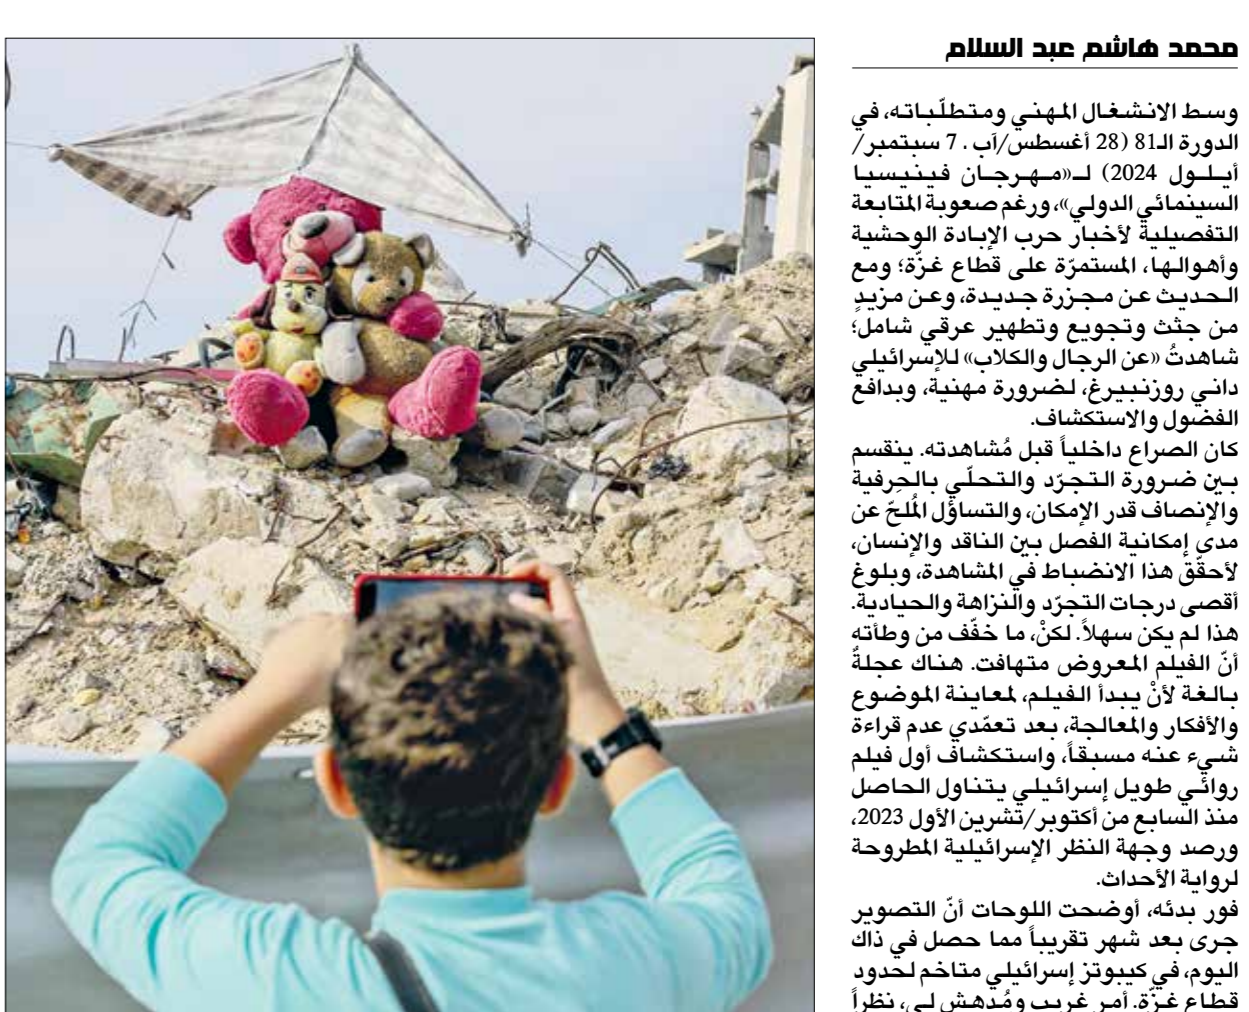 محمد هاشم عبد السلام
وسط الانشغال المهني ومتطلّباته، في
الدورة الـ81 (28 أغسطس/آب ـ 7 سبتمبر/
أيـلـول 2024) لـ«مـهـرجـان فينيسيا
السينمائي الدولي»، ورغم صعوبة المتابعة
التفصيلية لأخبار حرب الإبادة الوحشية
وأهوالها، المستمرّة على قطاع غزّة؛ ومع
الحديث عن مجزرة جديدة، وعن مزيدٍ
من جثث وتجويع وتطهير عرقي شامل؛
شاهدتُ «عن الرجال والكلاب» للإسرائيلي
داني روزنبيرغ، لضرورة مهنية، وبدافع
الفضول والاستكشاف.
كان الصراع داخلياً قبل مُشاهدته. ينقسم
بين ضرورة التجرّد والتحلّي بالحِرفية
والإنصاف قدر الإمكان، والتساؤل المُلحّ عن
مدى إمكانية الفصل بين الناقد والإنسان،
لأحقّق هذا الانضباط في المشاهدة، وبلوغ
أقصى درجات التجرّد والنزاهة والحيادية.
هذا لم يكن سهلاً. لكنْ، ما خفّف من وطأته
أنّ الفيلم المعروض متهافت. هناك عجلةٌ
بالغة لأنْ يبدأ الفيلم، لمعاينة الموضوع
والأفكار والمعالجة، بعد تعمّدي عدم قراءة
شيء عنه مسبقاً، واستكشاف أول فيلم
روائي طويل إسرائيلي يتناول الحاصل
منذ السابع من أكتوبر/تشرين الأول 2023،
ورصد وجهة النظر الإسرائيلية المطروحة
لرواية الأحداث.
فور بدئه، أوضحت اللوحات أنّ التصوير
جرى بعد شهر تقريباً مما حصل في ذاك
اليوم، في كيبوتز إسرائيلي متاخم لحدود
قطاع غزّة. أمر غريب ومُدهش لي، نظراً